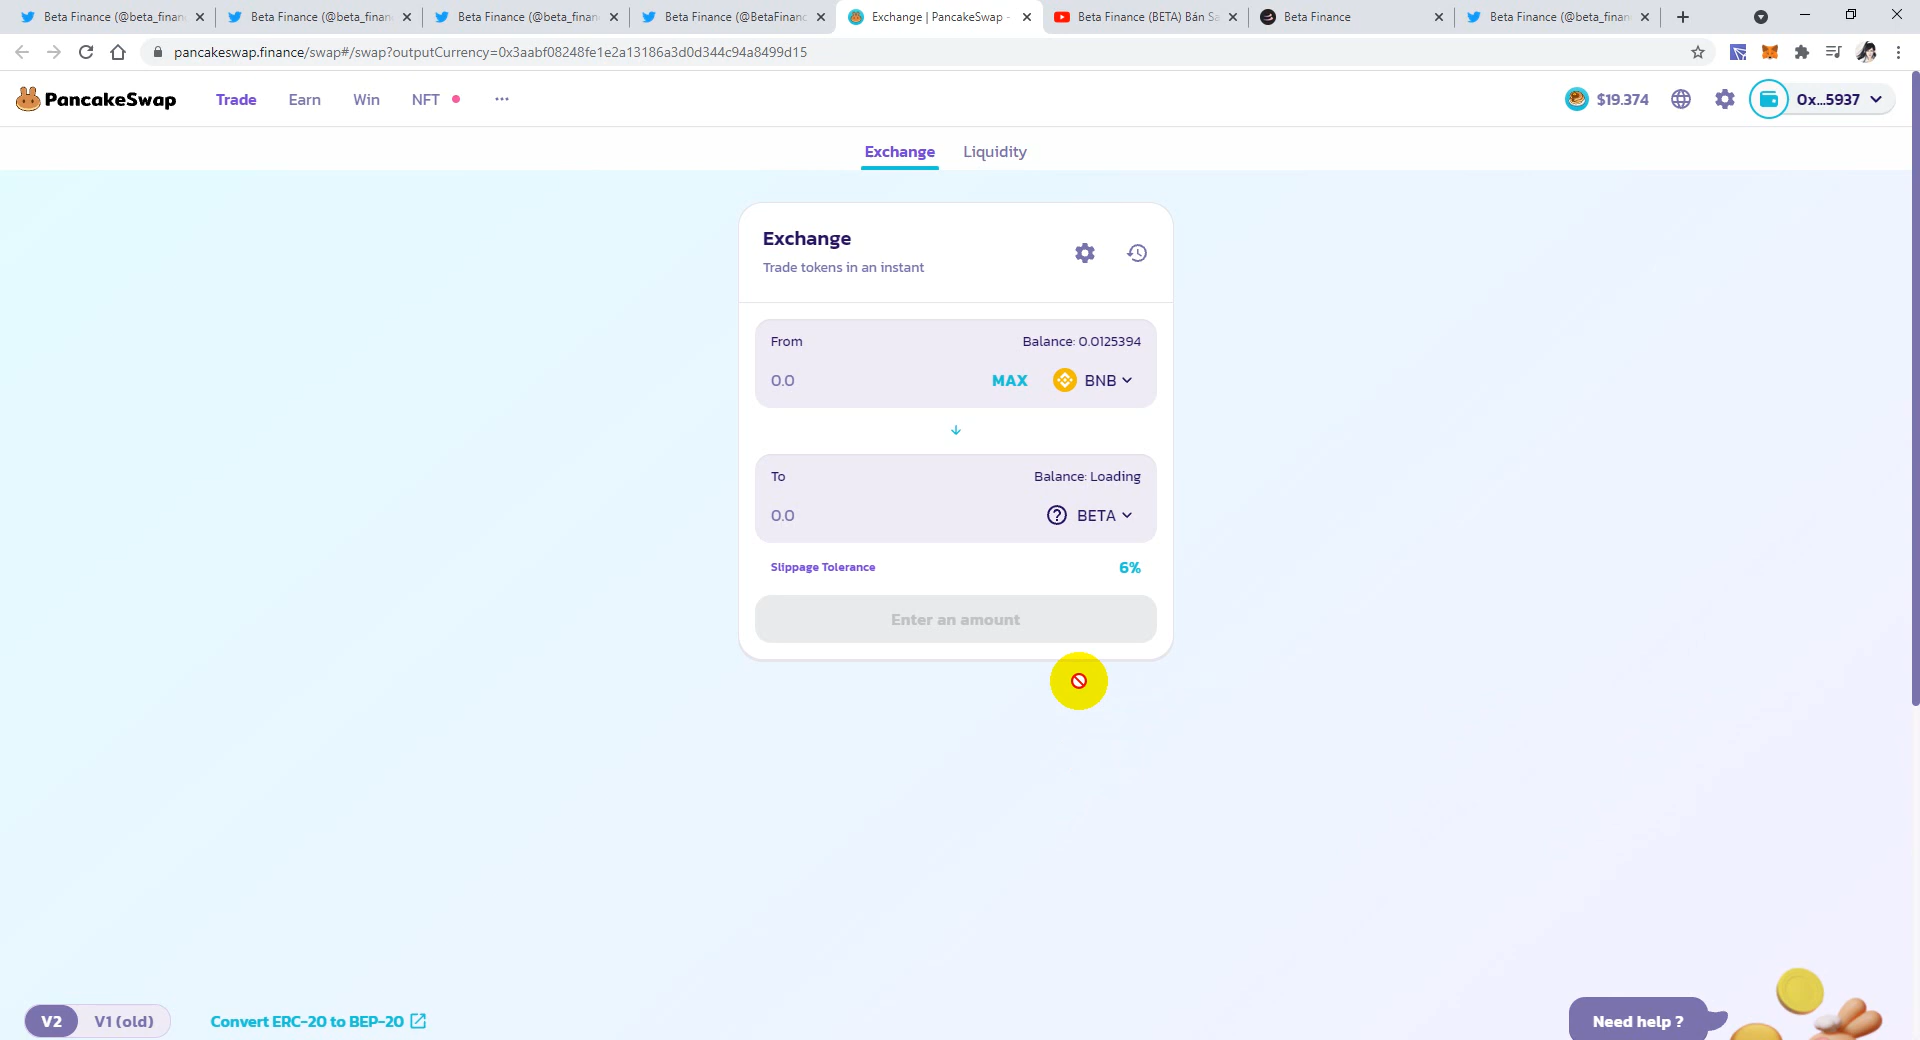 Beta Finance (@beta_finan
Beta Finance (@beta_finan
Beta Finance (@beta_finan
Beta Finance (@BetaFinanc
Exchange | PancakeSwap -
Beta Finance (BETA) Bán Sa
Beta Finance
Beta Finance (@beta_finan
pancakeswap.finance/swap#/swap?outputCurrency=0x3aabf08248fe1e2a13186a3d0d344c94a8499d15
PancakeSwap
Trade
Earn
Win
NFT
$19.374
0x...5937
Exchange
Liquidity
Exchange
Trade tokens in an instant
From
Balance: 0.0125394
0.0
MAX
BNB
To
Balance: Loading
0.0
BETA
Slippage Tolerance
6%
Enter an amount
V2
V1 (old)
Convert ERC-20 to BEP-20
Need help ?